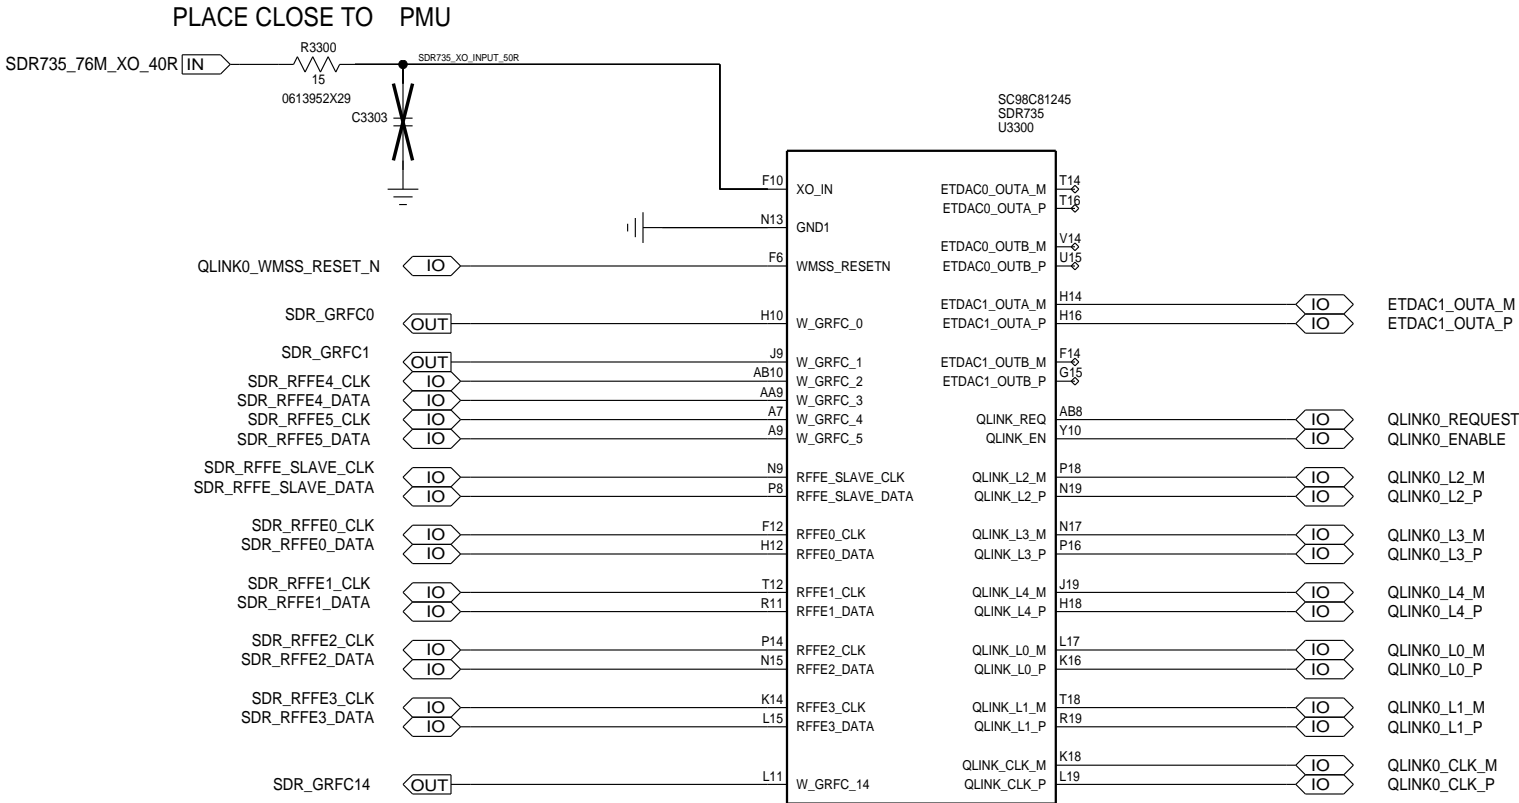 PLACE CLOSE TO PMU
SDR735_76M_XO_40R IN
R3300
15
0613952X29
SDR735_XO_INPUT_50R
C3303
SC98C81245
SDR735
U3300
F10 XO_IN
N13 GND1
QLINK0_WMSS_RESET_N IO F6 WMSS_RESETN
SDR_GRFC0 OUT H10 W_GRFC_0
SDR_GRFC1 OUT J9 W_GRFC_1
SDR_RFFE4_CLK IO AB10 W_GRFC_2
SDR_RFFE4_DATA IO AA9 W_GRFC_3
SDR_RFFE5_CLK IO A7 W_GRFC_4
SDR_RFFE5_DATA IO A9 W_GRFC_5
SDR_RFFE_SLAVE_CLK IO N9 RFFE_SLAVE_CLK
SDR_RFFE_SLAVE_DATA IO P8 RFFE_SLAVE_DATA
SDR_RFFE0_CLK IO F12 RFFE0_CLK
SDR_RFFE0_DATA IO H12 RFFE0_DATA
SDR_RFFE1_CLK IO T12 RFFE1_CLK
SDR_RFFE1_DATA IO R11 RFFE1_DATA
SDR_RFFE2_CLK IO P14 RFFE2_CLK
SDR_RFFE2_DATA IO N15 RFFE2_DATA
SDR_RFFE3_CLK IO K14 RFFE3_CLK
SDR_RFFE3_DATA IO L15 RFFE3_DATA
SDR_GRFC14 OUT L11 W_GRFC_14
ETDAC0_OUTA_M T14
ETDAC0_OUTA_P T16
ETDAC0_OUTB_M V14
ETDAC0_OUTB_P U15
ETDAC1_OUTA_M H14 IO ETDAC1_OUTA_M
ETDAC1_OUTA_P H16 IO ETDAC1_OUTA_P
ETDAC1_OUTB_M F14
ETDAC1_OUTB_P G15
QLINK_REQ AB8 IO QLINK0_REQUEST
QLINK_EN Y10 IO QLINK0_ENABLE
QLINK_L2_M P18 IO QLINK0_L2_M
QLINK_L2_P N19 IO QLINK0_L2_P
QLINK_L3_M N17 IO QLINK0_L3_M
QLINK_L3_P P16 IO QLINK0_L3_P
QLINK_L4_M J19 IO QLINK0_L4_M
QLINK_L4_P H18 IO QLINK0_L4_P
QLINK_L0_M L17 IO QLINK0_L0_M
QLINK_L0_P K16 IO QLINK0_L0_P
QLINK_L1_M T18 IO QLINK0_L1_M
QLINK_L1_P R19 IO QLINK0_L1_P
QLINK_CLK_M K18 IO QLINK0_CLK_M
QLINK_CLK_P L19 IO QLINK0_CLK_P